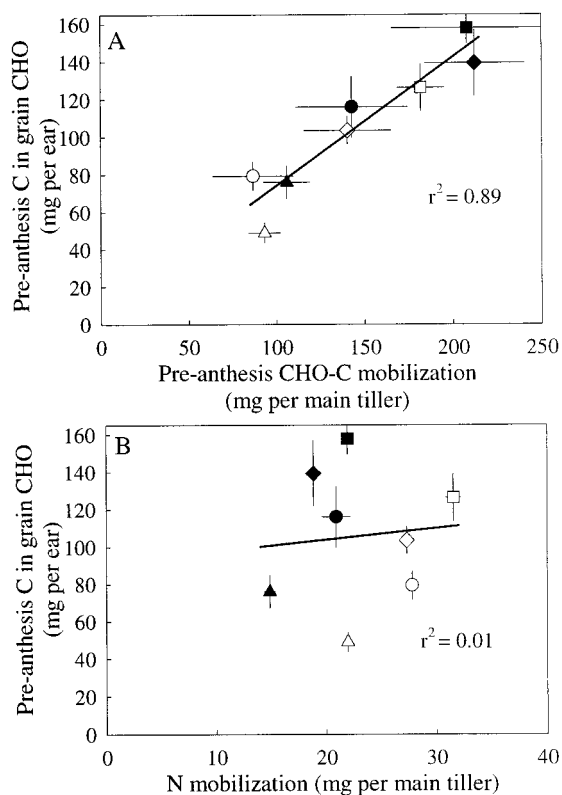 A
160
140
120
100
80
60
40
20
0
Pre-anthesis C in grain CHO
(mg per ear)
r² = 0.89
0 50 100 150 200 250
Pre-anthesis CHO-C mobilization
(mg per main tiller)
B
160
140
120
100
80
60
40
20
0
Pre-anthesis C in grain CHO
(mg per ear)
r² = 0.01
0 10 20 30 40
N mobilization (mg per main tiller)